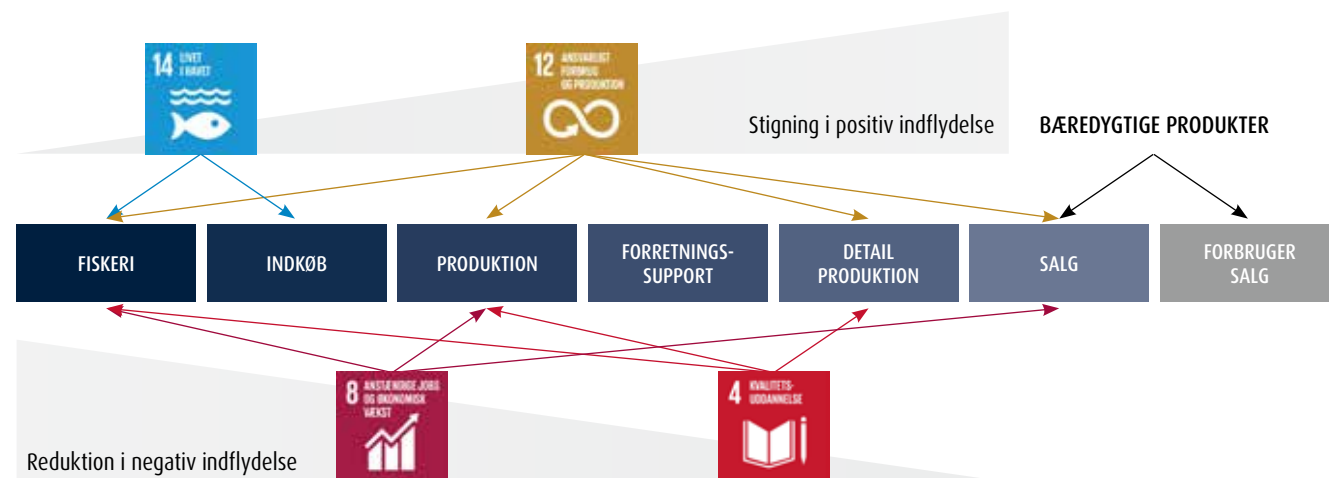 14 LIVET
I HAVET
12 ANSVARLIGT
FORBRUG
OG PRODUKTION
Stigning i positiv indflydelse
BÆREDYGTIGE PRODUKTER
FISKERI
INDKØB
PRODUKTION
FORRETNINGS-
SUPPORT
DETAIL
PRODUKTION
SALG
FORBRUGER
SALG
8 ANSTÆNDIGE JOBS
OG ØKONOMISK
VÆKST
4 KVALITETS-
UDDANNELSE
Reduktion i negativ indflydelse